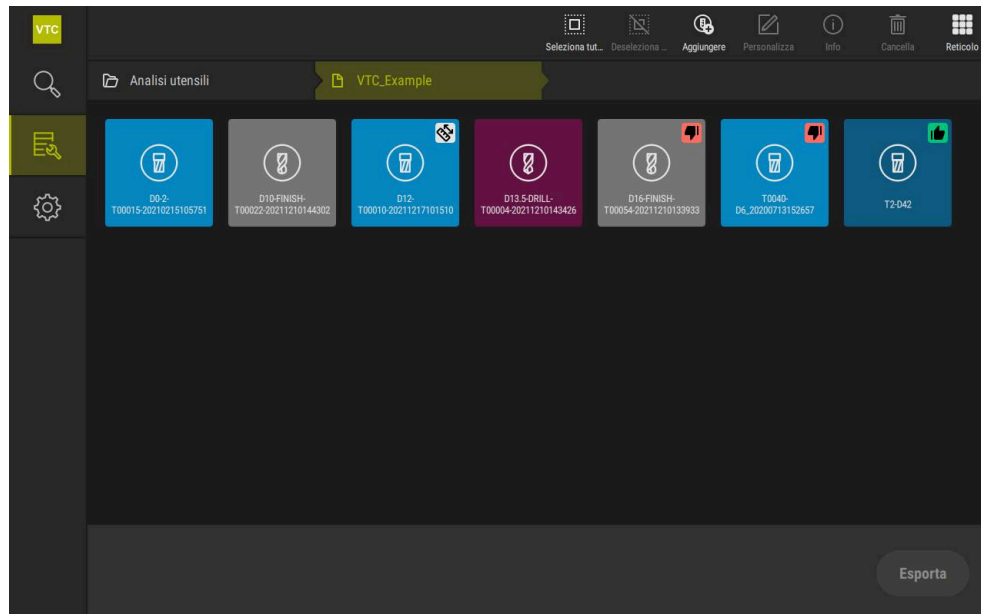 VTC
Seleziona tut...
Deseleziona ...
Aggiungere
Personalizza
Info
Cancella
Reticolo
Analisi utensili
VTC_Example
D0-2-
T00015-20210215105751
D10-FINISH-
T00022-20211210144302
D12-
T00010-20211217101510
D13.5-DRILL-
T00004-20211210143426
D16-FINISH-
T00054-20211210133933
T0040-
D6_20200713152657
T2-D42
Esporta